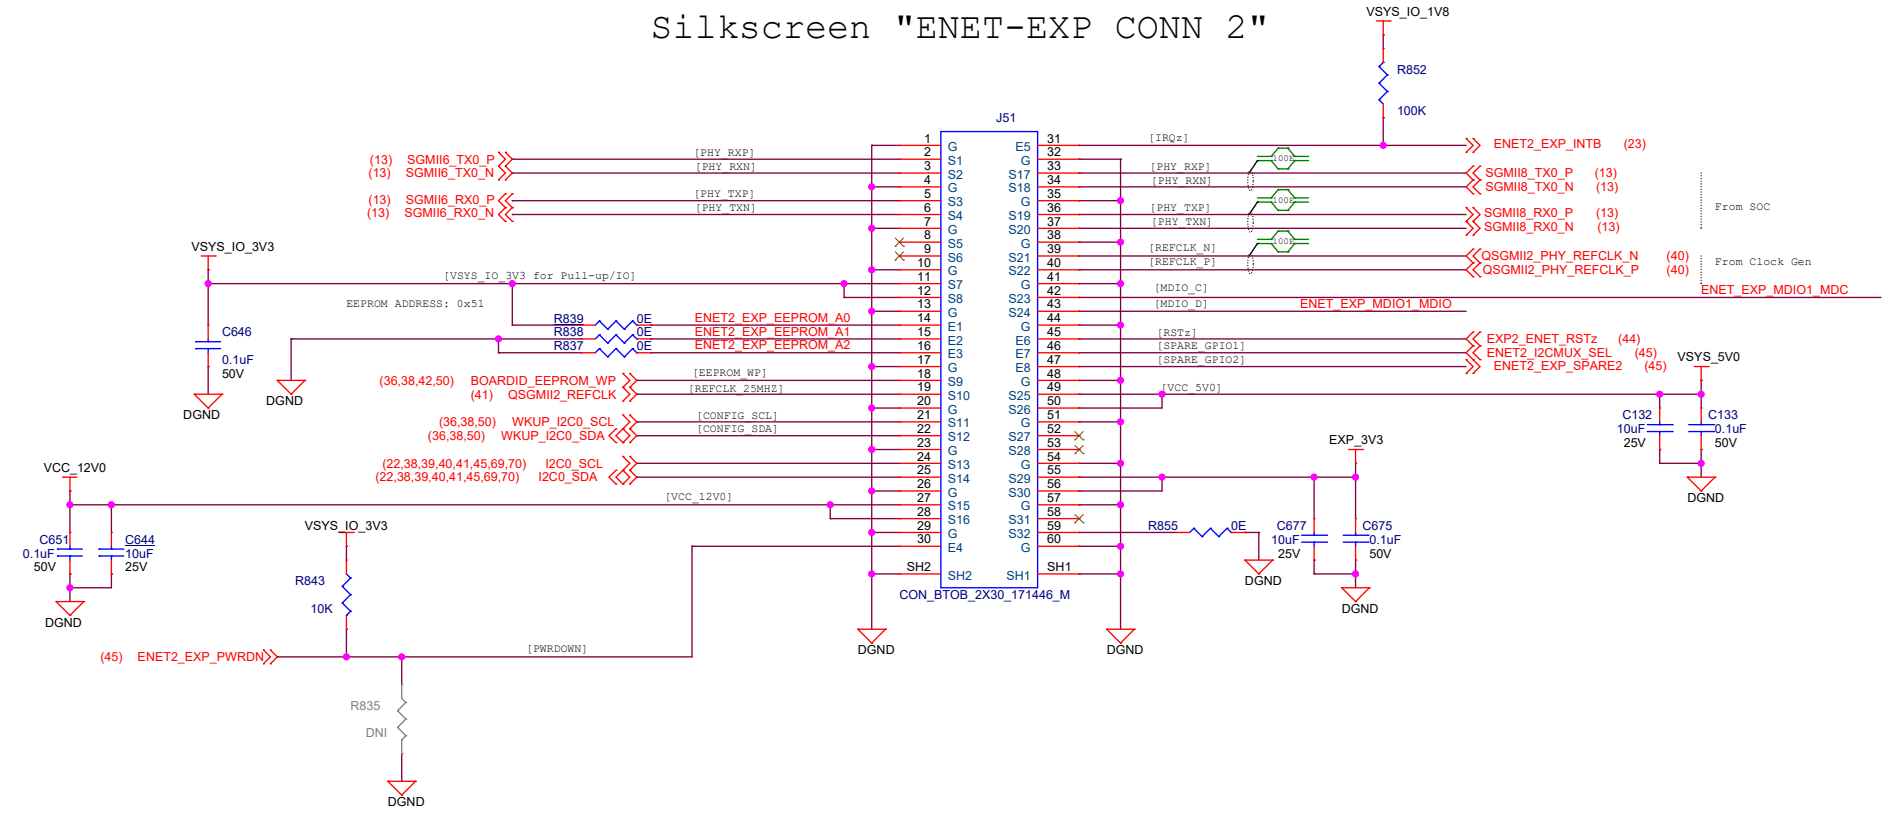 Silkscreen "ENET-EXP CONN 2"
VSYS_IO_1V8
R852
100K
J51
1 G E5 31 [IRQz] ENET2_EXP_INTB (23)
(13) SGMII6_TX0_P [PHY_RXP] 2 S1 G 32 100E
(13) SGMII6_TX0_N [PHY_RXN] 3 S2 S17 33 [PHY_RXP] SGMII8_TX0_P (13)
4 G S18 34 [PHY_RXN] SGMII8_TX0_N (13)
(13) SGMII6_RX0_P [PHY_TXP] 5 S3 G 35 100E
(13) SGMII6_RX0_N [PHY_TXN] 6 S4 S19 36 [PHY_TXP] SGMII8_RX0_P (13)
From SOC
7 G S20 37 [PHY_TXN] SGMII8_RX0_N (13)
8 S5 G 38 100E
VSYS_IO_3V3
9 S6 S21 39 [REFCLK_N] QSGMII2_PHY_REFCLK_N (40)
From Clock Gen
10 G S22 40 [REFCLK_P] QSGMII2_PHY_REFCLK_P (40)
[VSYS_IO_3V3 for Pull-up/IO] 11 S7 G 41
12 S8 S23 42 [MDIO_C] ENET_EXP_MDIO1_MDC
EEPROM ADDRESS: 0x51
13 G S24 43 [MDIO_D] ENET_EXP_MDIO1_MDIO
R839 0E ENET2_EXP_EEPROM_A0 14 E1 G 44
R838 0E ENET2_EXP_EEPROM_A1 15 E2 E6 45 [RSTz] EXP2_ENET_RSTz (44)
R837 0E ENET2_EXP_EEPROM_A2 16 E3 E7 46 [SPARE_GPIO1] ENET2_I2CMUX_SEL (45)
17 G E8 47 [SPARE_GPIO2] ENET2_EXP_SPARE2 (45)
C646
0.1uF
50V
DGND
DGND
VSYS_5V0
(36,38,42,50) BOARDID_EEPROM_WP [EEPROM_WP] 18 S9 G 48
(41) QSGMII2_REFCLK [REFCLK_25MHZ] 19 S10 S25 49 [VCC_5V0]
20 G S26 50
(36,38,50) WKUP_I2C0_SCL [CONFIG_SCL] 21 S11 G 51
(36,38,50) WKUP_I2C0_SDA [CONFIG_SDA] 22 S12 S27 52
23 G S28 53
C132
10uF
25V
C133
0.1uF
50V
DGND
EXP_3V3
(22,38,39,40,41,45,69,70) I2C0_SCL 24 S13 G 54
(22,38,39,40,41,45,69,70) I2C0_SDA 25 S14 S29 55
26 G S30 56
VCC_12V0
[VCC_12V0] 27 S15 G 57
28 S16 S31 58
29 G S32 59 R855 0E
30 E4 G 60
DGND
C677
10uF
25V
C675
0.1uF
50V
DGND
SH2 SH2 SH1 SH1
CON_BTOB_2X30_171446_M
DGND
DGND
C651
0.1uF
50V
C644
10uF
25V
DGND
VSYS_IO_3V3
R843
10K
(45) ENET2_EXP_PWRDN [PWRDOWN]
R835
DNI
DGND